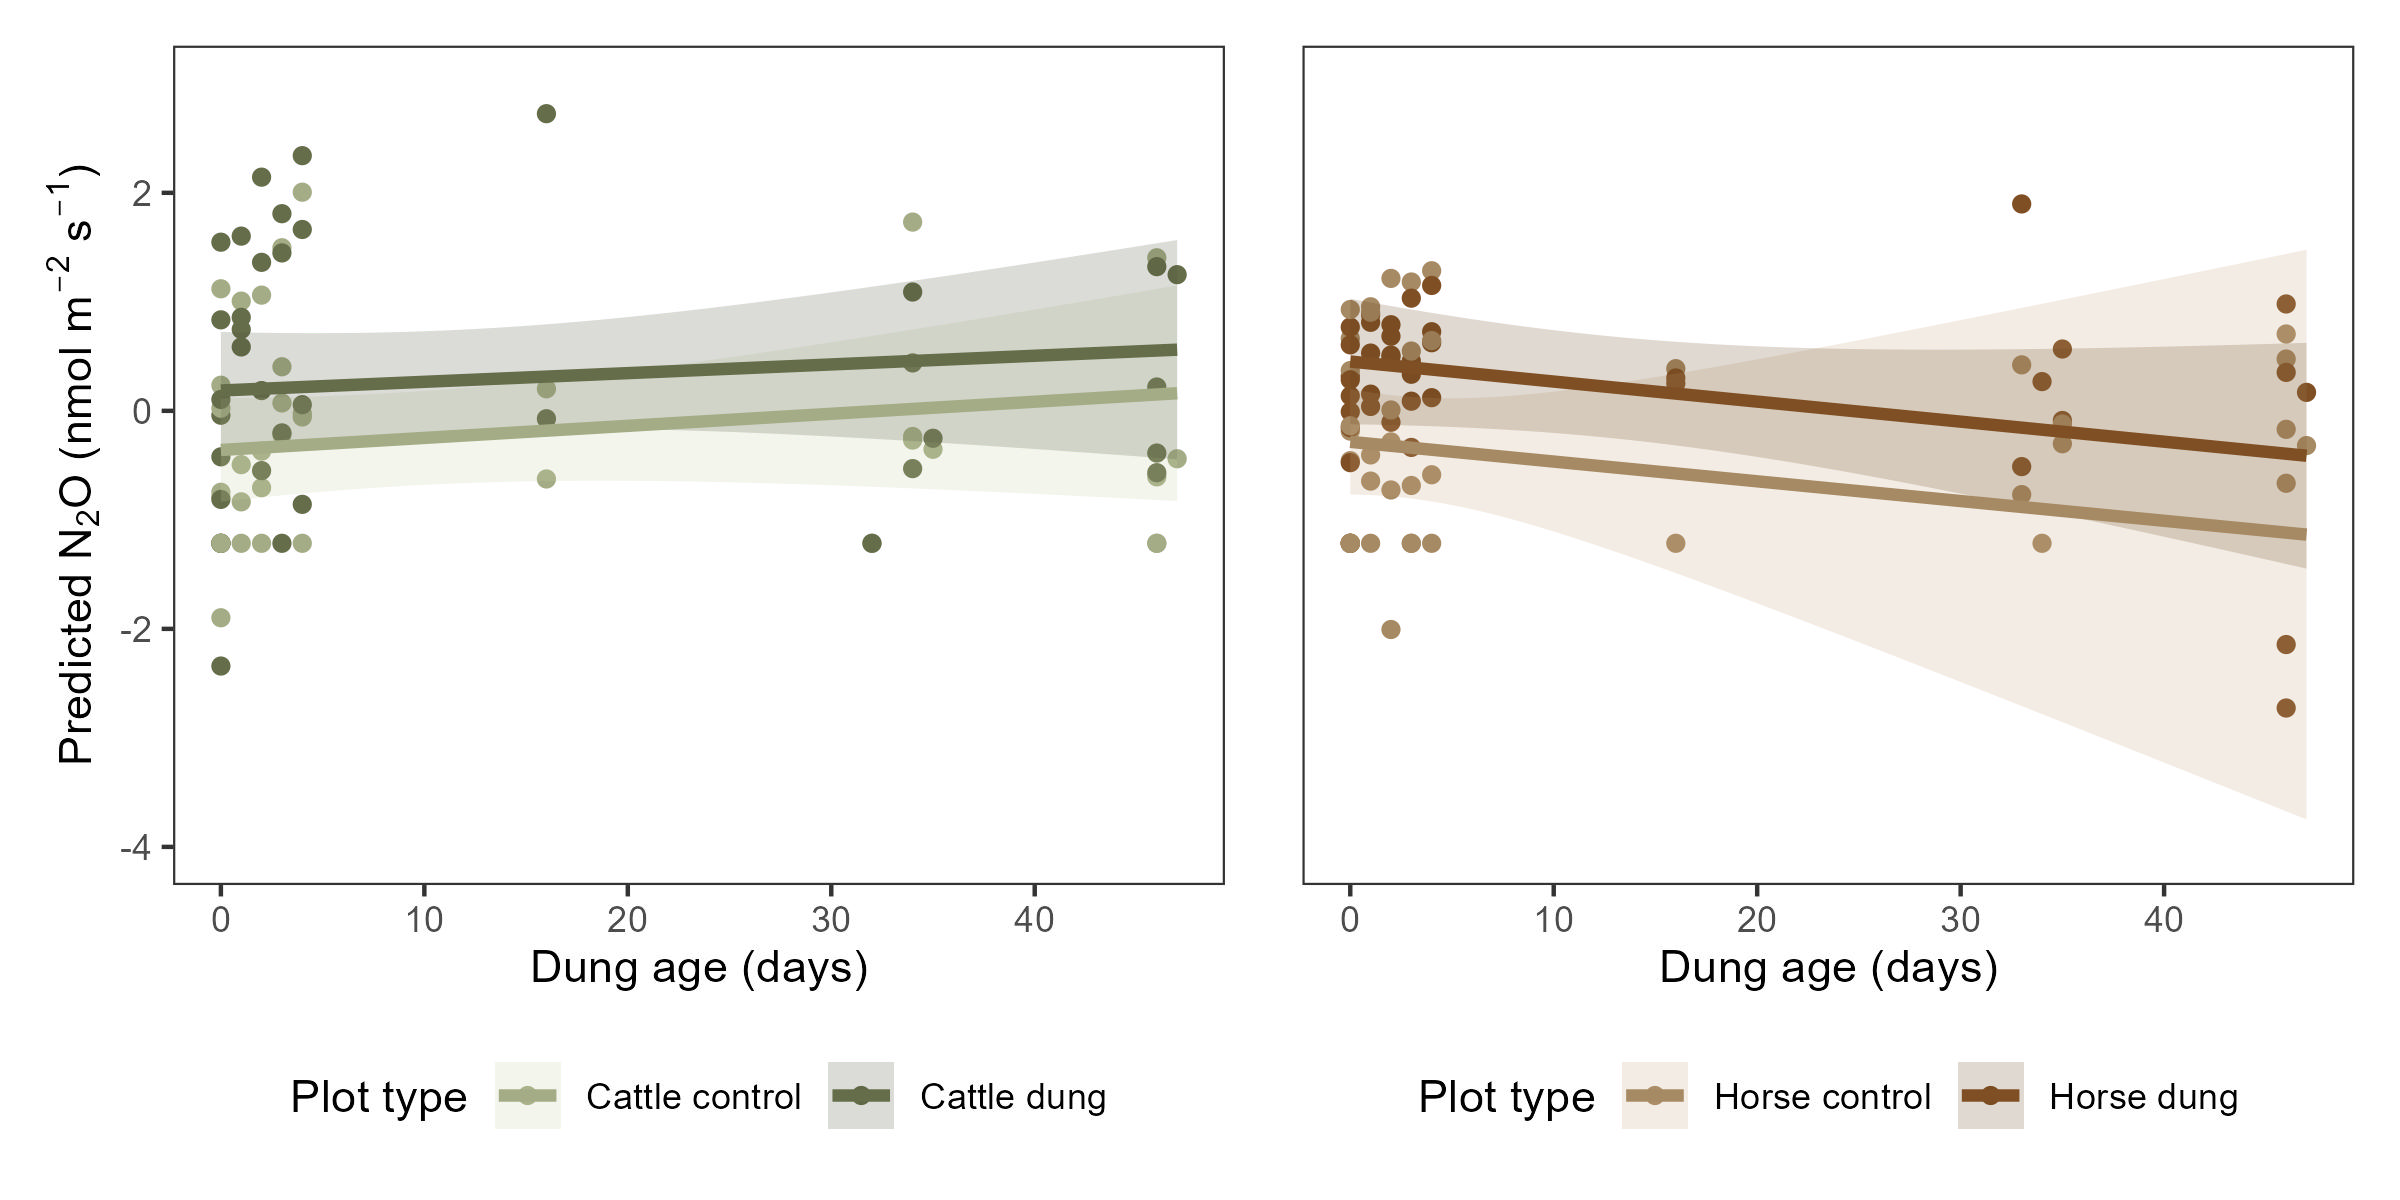 Predicted N₂O (nmol m⁻² s⁻¹)
2
0
-2
-4
0 10 20 30 40
Dung age (days)
0 10 20 30 40
Dung age (days)
Plot type Cattle control Cattle dung
Plot type Horse control Horse dung